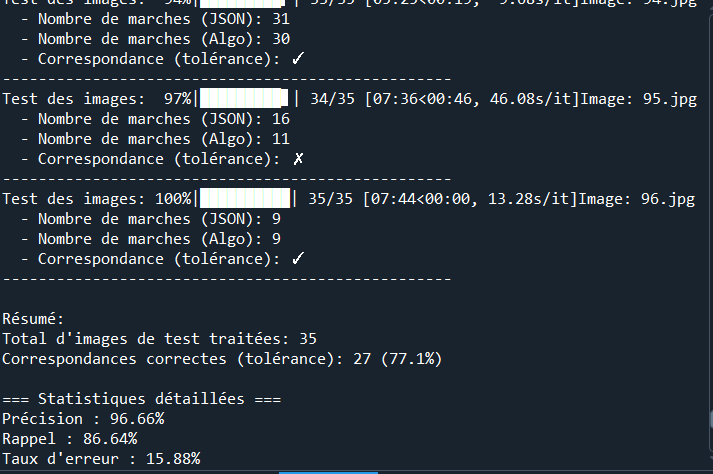 Test des images:  94%|█████████ | 33/35 [05:25<00:19,  9.68s/it]Image: 94.jpg
  - Nombre de marches (JSON): 31
  - Nombre de marches (Algo): 30
  - Correspondance (tolérance): ✓
--------------------------------------------------
Test des images:  97%|█████████ | 34/35 [07:36<00:46, 46.08s/it]Image: 95.jpg
  - Nombre de marches (JSON): 16
  - Nombre de marches (Algo): 11
  - Correspondance (tolérance): ✗
--------------------------------------------------
Test des images: 100%|██████████| 35/35 [07:44<00:00, 13.28s/it]Image: 96.jpg
  - Nombre de marches (JSON): 9
  - Nombre de marches (Algo): 9
  - Correspondance (tolérance): ✓
--------------------------------------------------
Résumé:
Total d'images de test traitées: 35
Correspondances correctes (tolérance): 27 (77.1%)
=== Statistiques détaillées ===
Précision : 96.66%
Rappel : 86.64%
Taux d'erreur : 15.88%